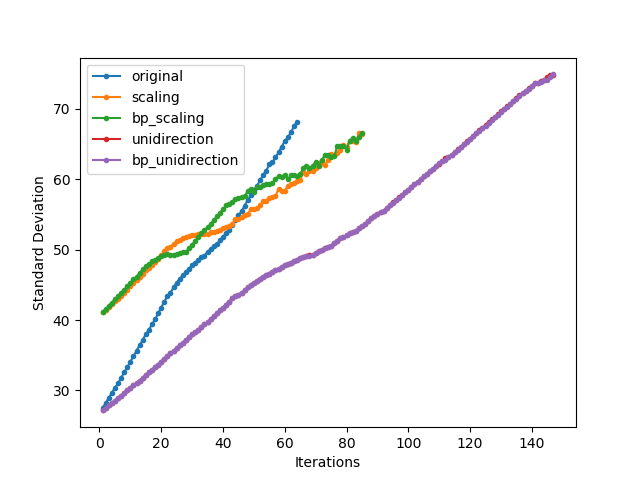 original
scaling
bp_scaling
unidirection
bp_unidirection
70
60
50
40
30
Standard Deviation
0 20 40 60 80 100 120 140
Iterations